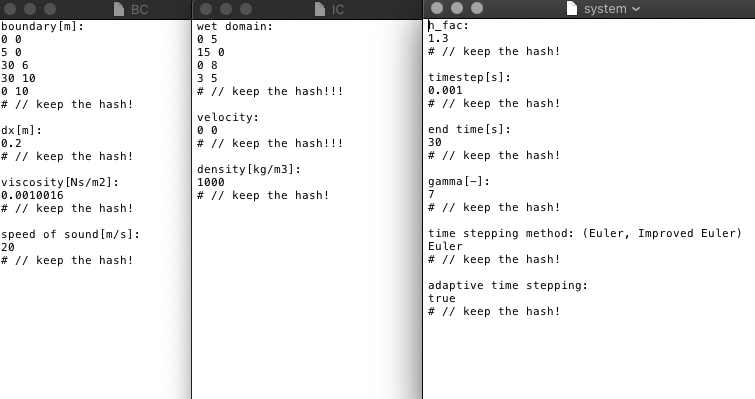 BC
boundary[m]:
0 0
5 0
30 6
30 10
0 10
# // keep the hash!
dx[m]:
0.2
# // keep the hash!
viscosity[Ns/m2]:
0.0010016
# // keep the hash!
speed of sound[m/s]:
20
# // keep the hash!
IC
wet domain:
0 5
15 0
0 8
3 5
# // keep the hash!!!
velocity:
0 0
# // keep the hash!!!
density[kg/m3]:
1000
# // keep the hash!
system
h_fac:
1.3
# // keep the hash!
timestep[s]:
0.001
# // keep the hash!
end time[s]:
30
# // keep the hash!
gamma[-]:
7
# // keep the hash!
time stepping method: (Euler, Improved Euler)
Euler
# // keep the hash!
adaptive time stepping:
true
# // keep the hash!